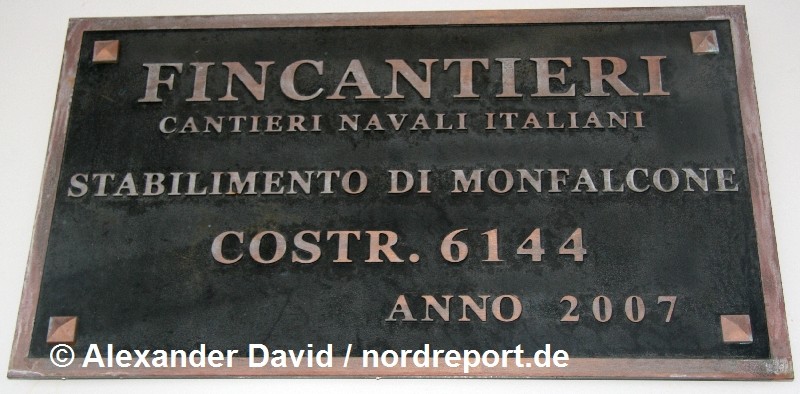 FINCANTIERI
CANTIERI NAVALI ITALIANI
STABILIMENTO DI MONFALCONE
COSTR. 6144
ANNO 2007
© Alexander David / nordreport.de